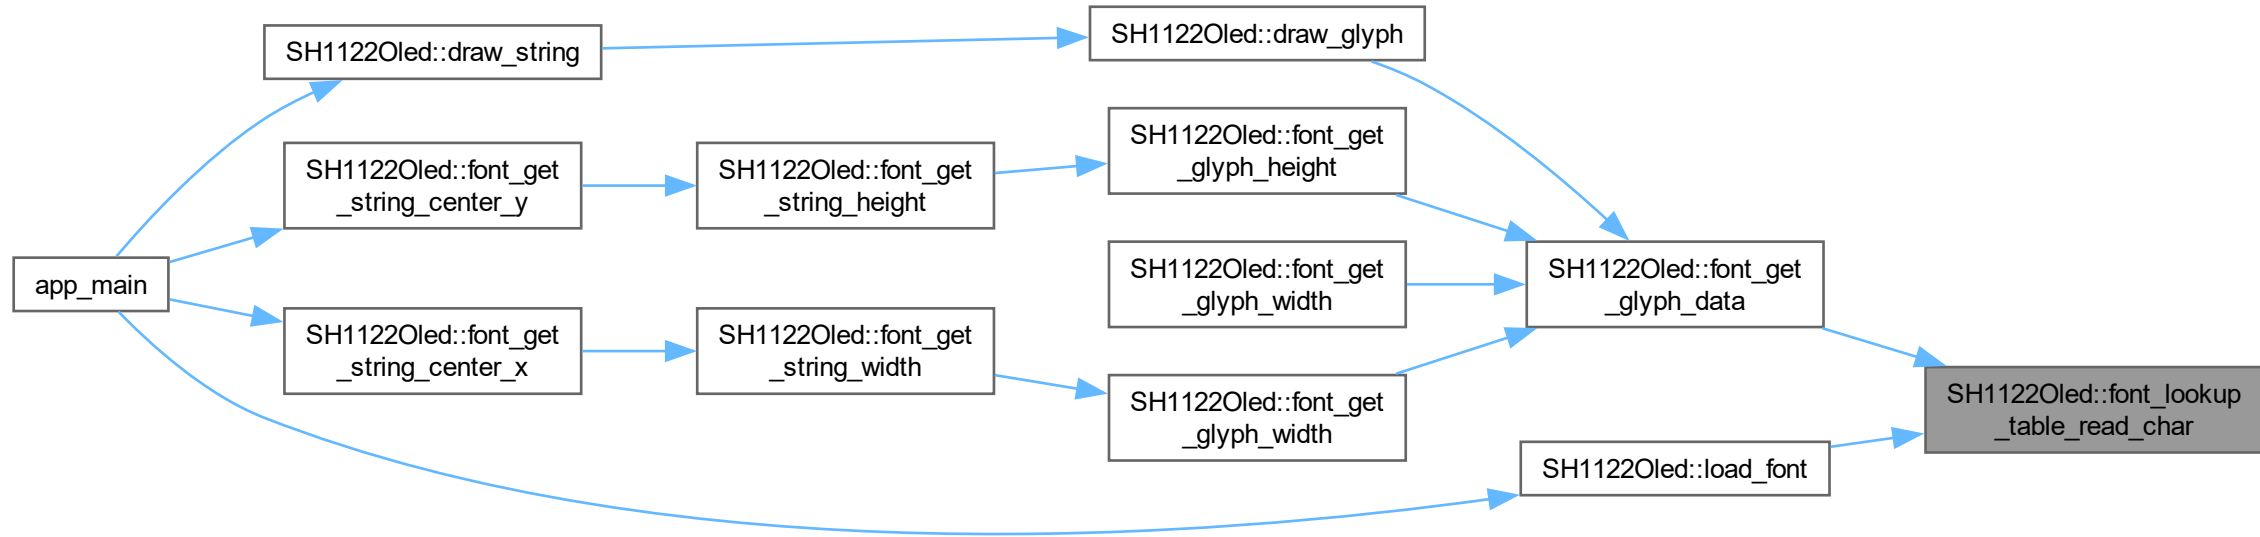 SH1122Oled::draw_string
SH1122Oled::draw_glyph
SH1122Oled::font_get
_glyph_height
SH1122Oled::font_get
_string_center_y
SH1122Oled::font_get
_string_height
app_main
SH1122Oled::font_get
_glyph_width
SH1122Oled::font_get
_glyph_data
SH1122Oled::font_get
_string_center_x
SH1122Oled::font_get
_string_width
SH1122Oled::font_get
_glyph_width
SH1122Oled::font_lookup
_table_read_char
SH1122Oled::load_font